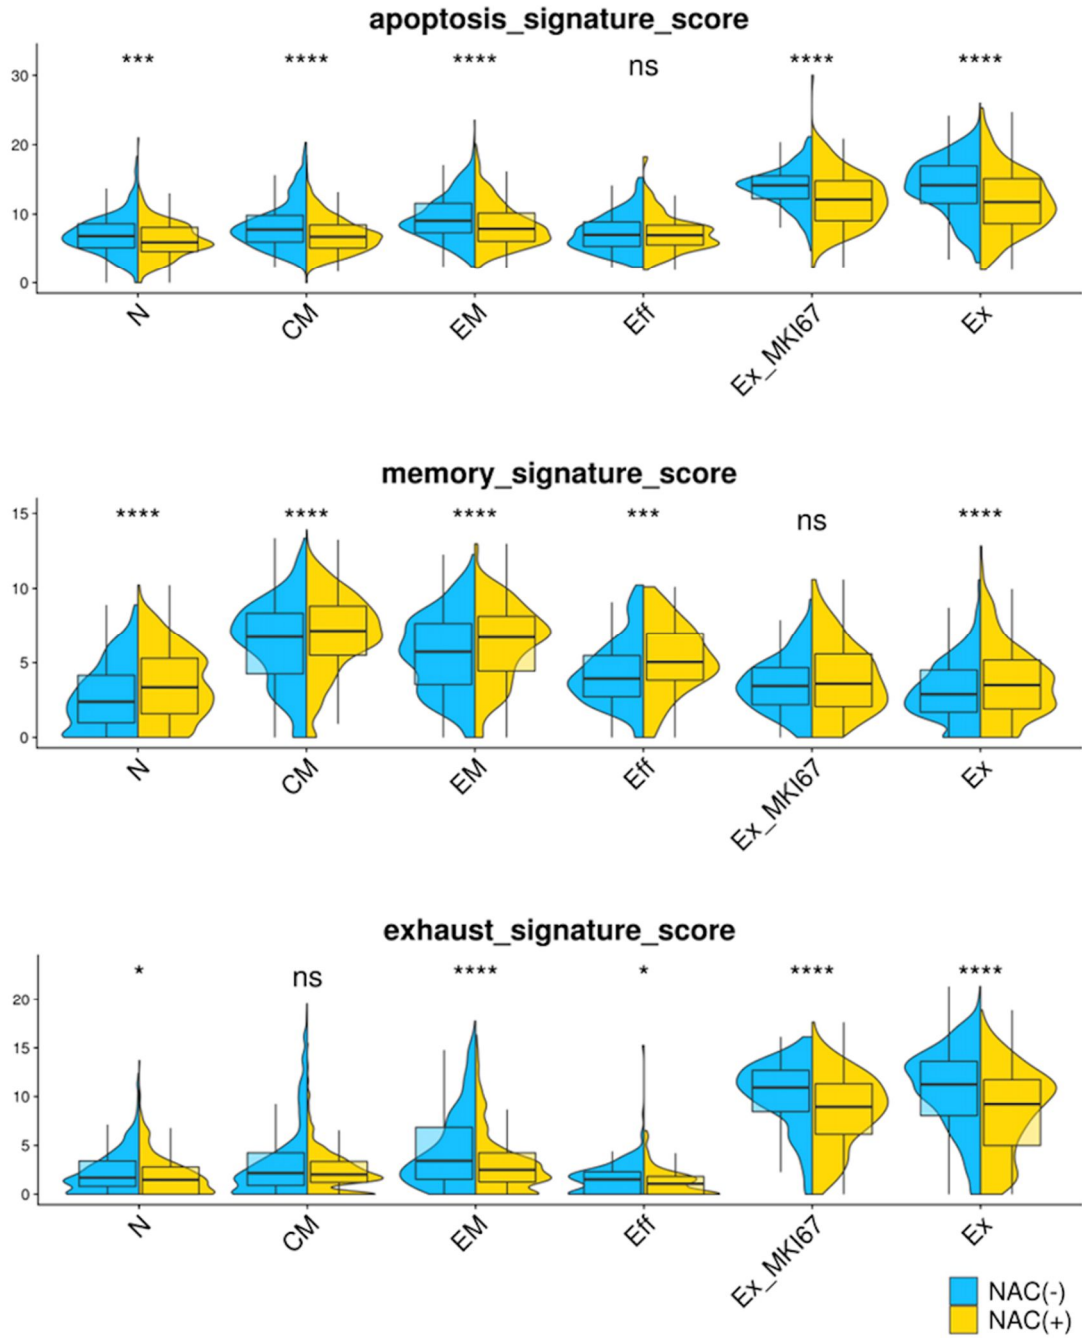 apoptosis_signature_score
*** **** **** ns **** ****
30
20
10
0
N CM EM Eff Ex_MKI67 Ex
memory_signature_score
**** **** **** *** ns ****
15
10
5
0
N CM EM Eff Ex_MKI67 Ex
exhaust_signature_score
* ns **** * **** ****
20
15
10
5
0
N CM EM Eff Ex_MKI67 Ex
NAC(-)
NAC(+)